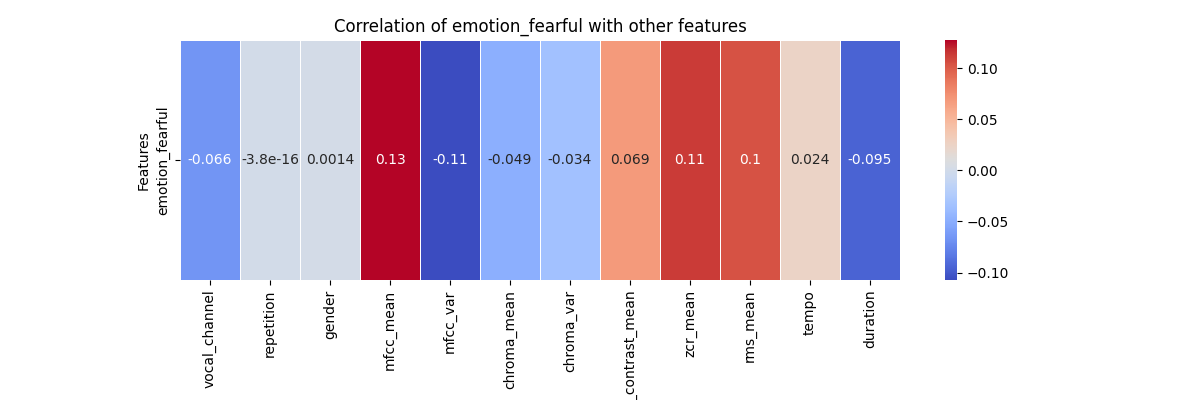 Correlation of emotion_fearful with other features
Features
emotion_fearful
-0.066 -3.8e-16 0.0014 0.13 -0.11 -0.049 -0.034 0.069 0.11 0.1 0.024 -0.095
vocal_channel
repetition
gender
mfcc_mean
mfcc_var
chroma_mean
chroma_var
_contrast_mean
zcr_mean
rms_mean
tempo
duration
0.10
0.05
0.00
−0.05
−0.10